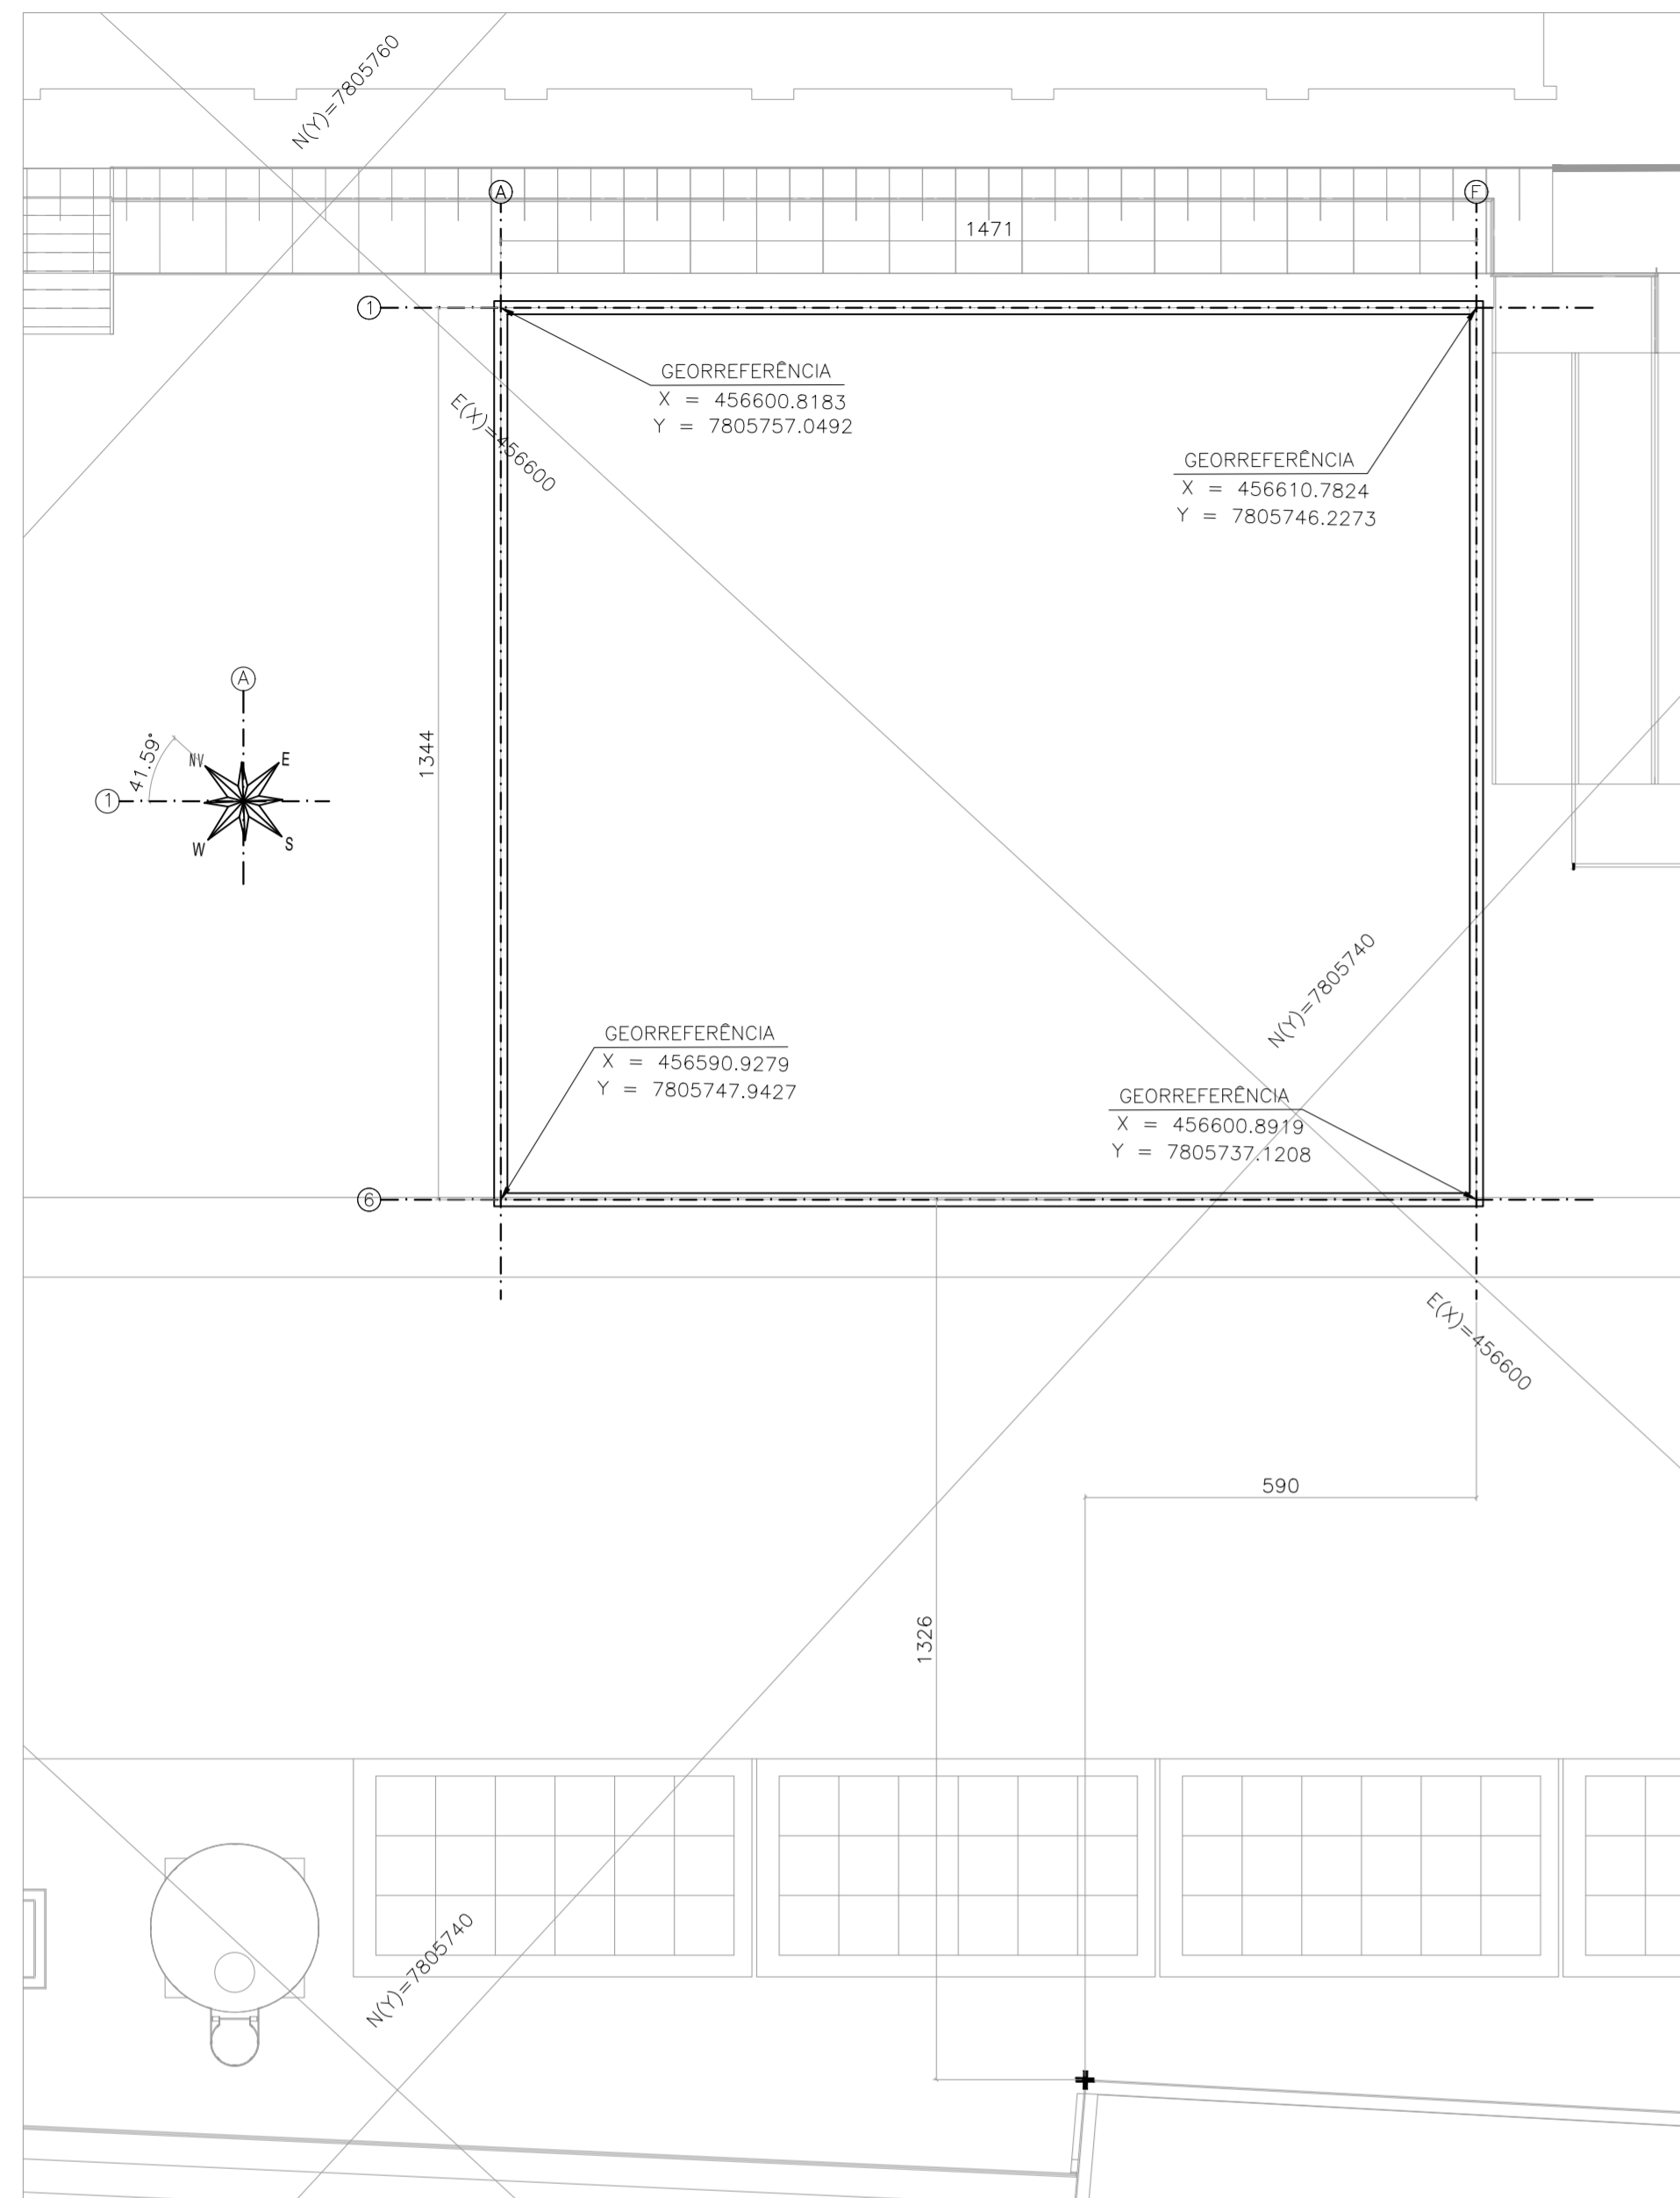 N(Y)=7805760
A
F
1471
1
GEORREFERÊNCIA
X = 456600.8183
Y = 7805757.0492
E(X)=456600
GEORREFERÊNCIA
X = 456610.7824
Y = 7805746.2273
A
1344
41.59°
NV
E
1
W
S
N(Y)=7805740
GEORREFERÊNCIA
X = 456590.9279
Y = 7805747.9427
GEORREFERÊNCIA
X = 456600.8919
Y = 7805737.1208
6
E(X)=456600
590
1326
N(Y)=7805740